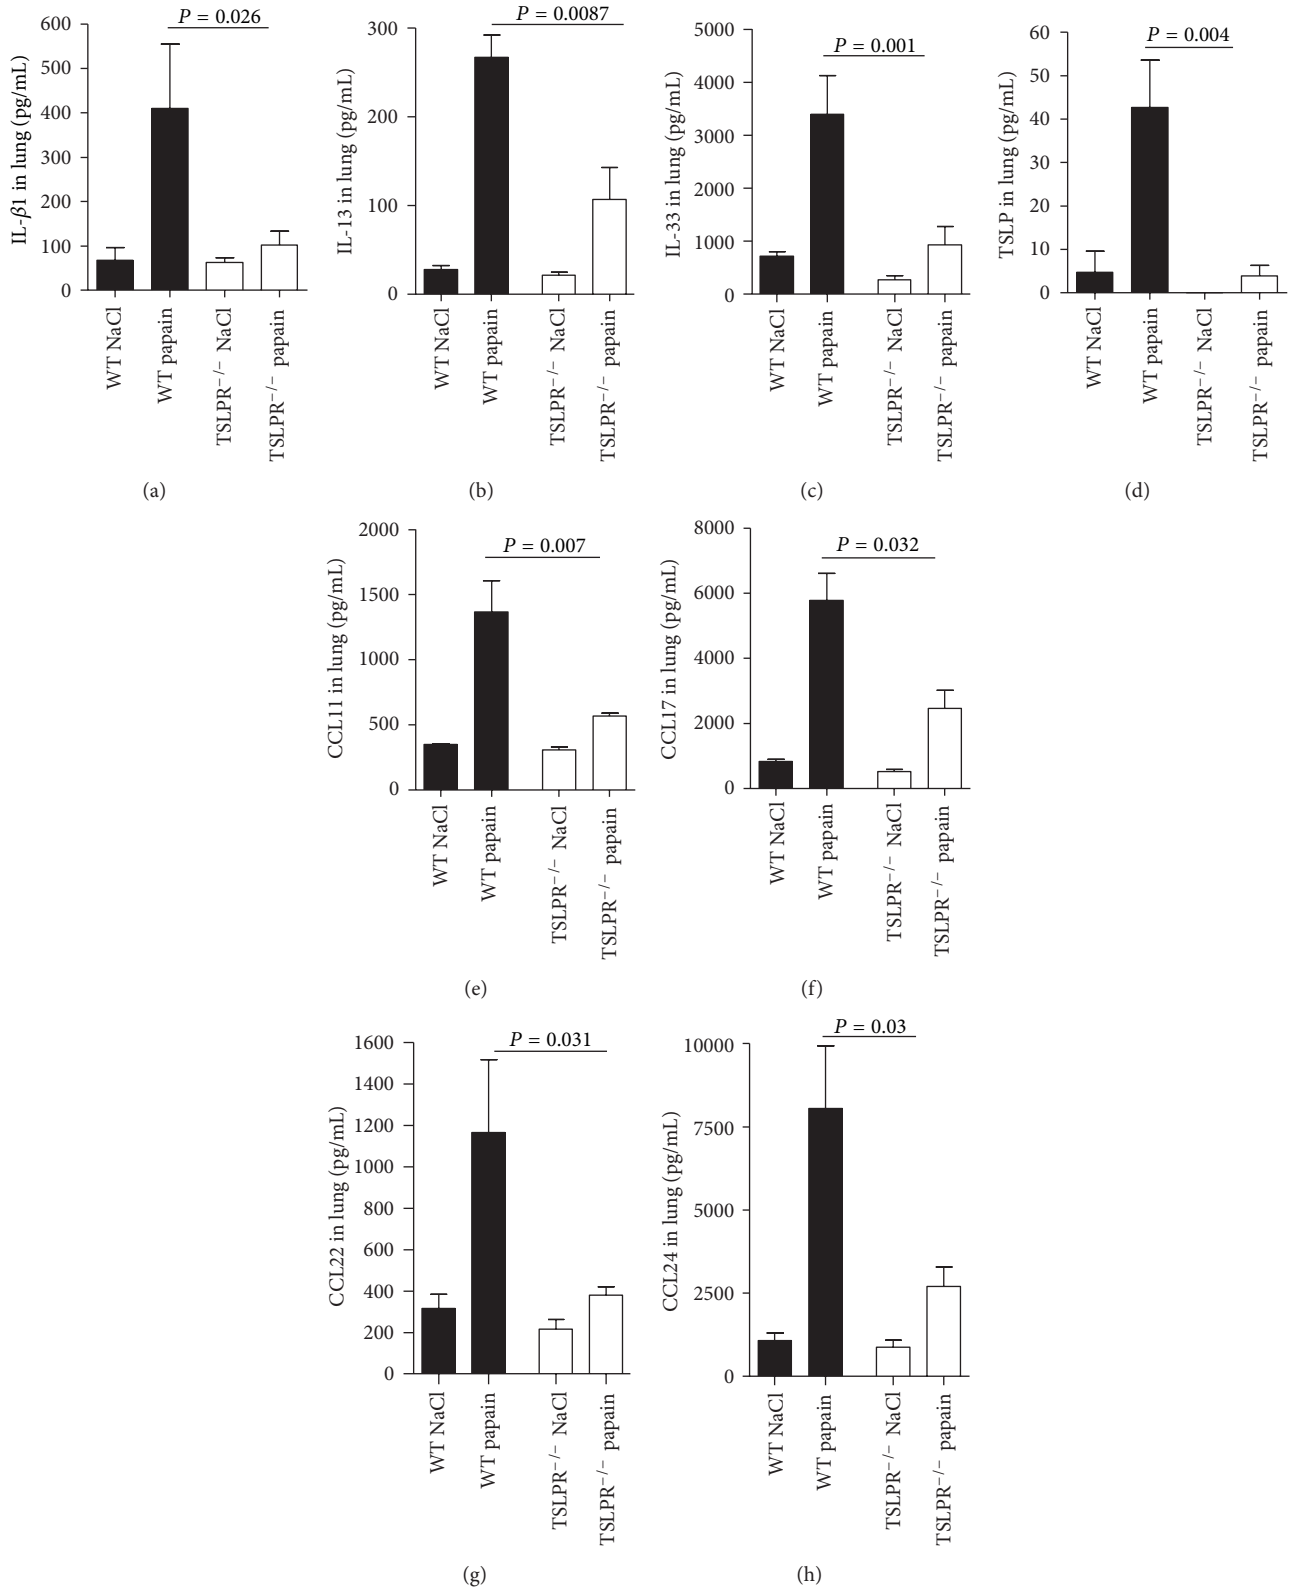 P = 0.026
600
500
400
300
200
100
0
IL-β1 in lung (pg/mL)
WT NaCl
WT papain
TSLPR−/− NaCl
TSLPR−/− papain
(a)
P = 0.0087
300
200
100
0
IL-13 in lung (pg/mL)
WT NaCl
WT papain
TSLPR−/− NaCl
TSLPR−/− papain
(b)
P = 0.001
5000
4000
3000
2000
1000
0
IL-33 in lung (pg/mL)
WT NaCl
WT papain
TSLPR−/− NaCl
TSLPR−/− papain
(c)
P = 0.004
60
50
40
30
20
10
0
TSLP in lung (pg/mL)
WT NaCl
WT papain
TSLPR−/− NaCl
TSLPR−/− papain
(d)
P = 0.007
2000
1500
1000
500
0
CCL11 in lung (pg/mL)
WT NaCl
WT papain
TSLPR−/− NaCl
TSLPR−/− papain
(e)
P = 0.032
8000
6000
4000
2000
0
CCL17 in lung (pg/mL)
WT NaCl
WT papain
TSLPR−/− NaCl
TSLPR−/− papain
(f)
P = 0.031
1600
1400
1200
1000
800
600
400
200
0
CCL22 in lung (pg/mL)
WT NaCl
WT papain
TSLPR−/− NaCl
TSLPR−/− papain
(g)
P = 0.03
10000
7500
5000
2500
0
CCL24 in lung (pg/mL)
WT NaCl
WT papain
TSLPR−/− NaCl
TSLPR−/− papain
(h)